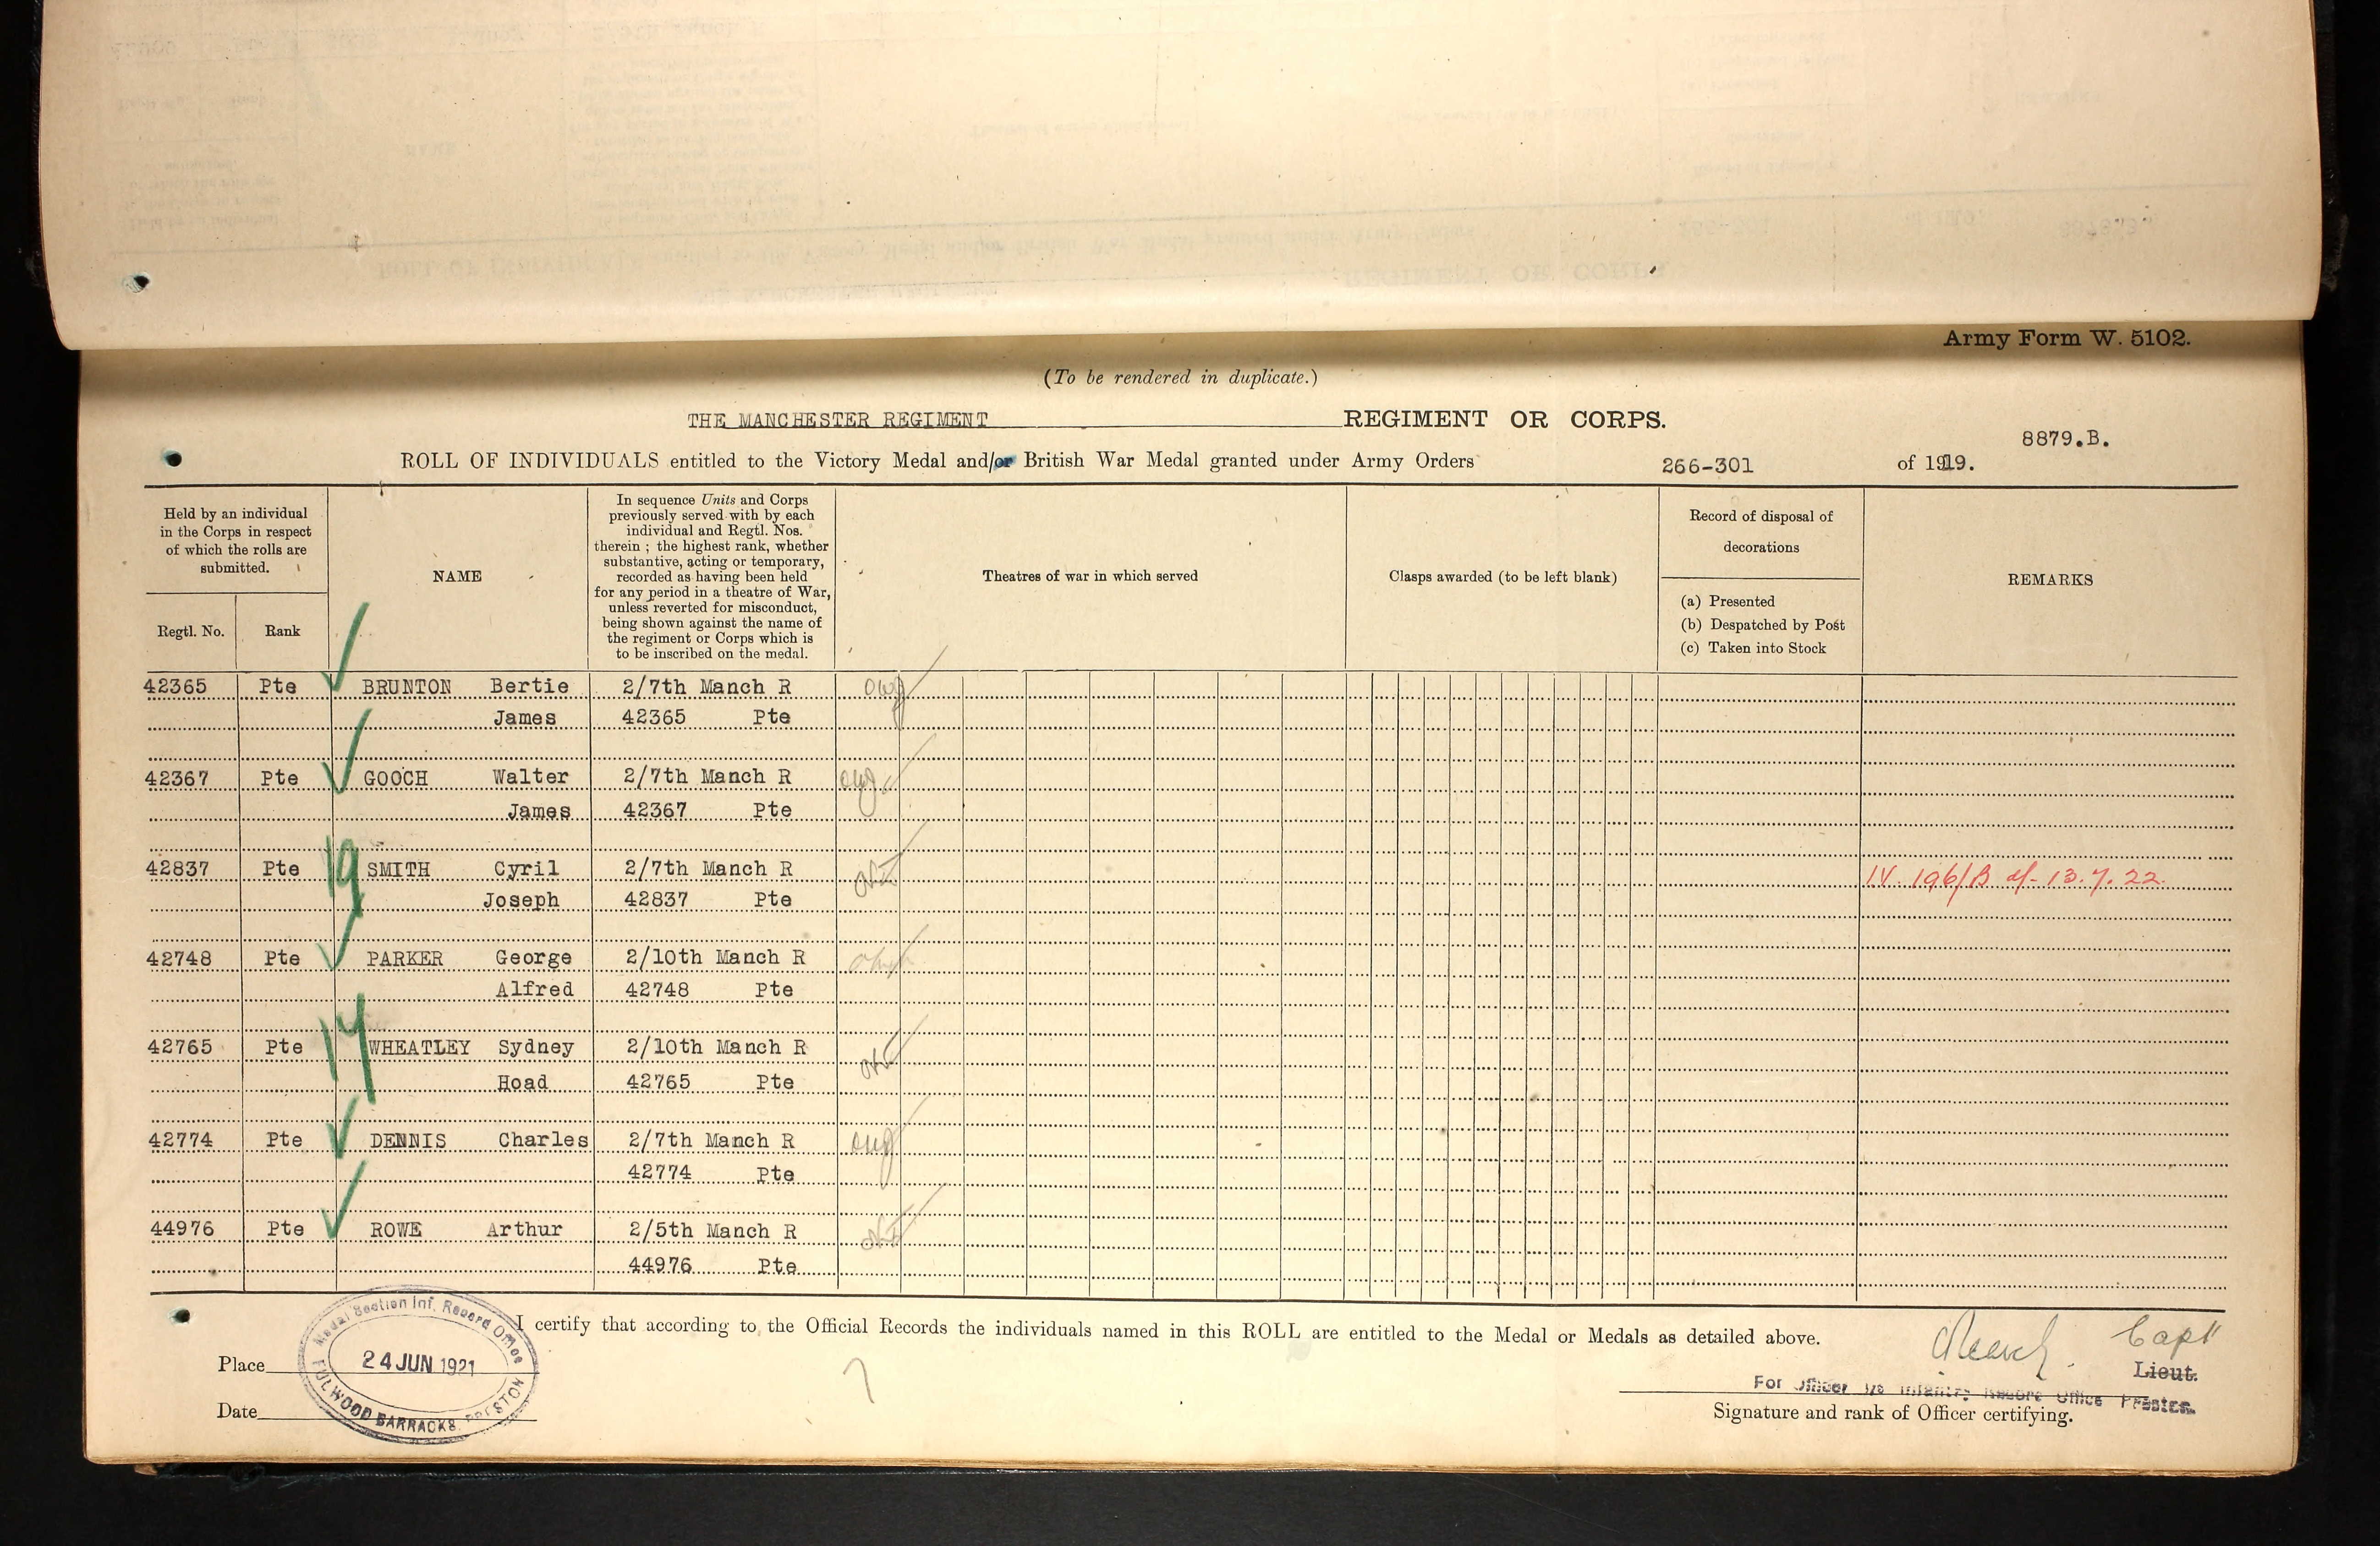 Army Form W. 5102.
(To be rendered in duplicate.)
THE MANCHESTER REGIMENT REGIMENT OR CORPS.
8879.B.
ROLL OF INDIVIDUALS entitled to the Victory Medal and/or British War Medal granted under Army Orders 266-301 of 1919.
Held by an individual
in the Corps in respect
of which the rolls are
submitted.
Regtl. No. Rank
NAME
In sequence Units and Corps
previously served with by each
individual and Regtl. Nos.
therein ; the highest rank, whether
substantive, acting or temporary,
recorded as having been held
for any period in a theatre of War,
unless reverted for misconduct,
being shown against the name of
the regiment or Corps which is
to be inscribed on the medal.
Theatres of war in which served
Clasps awarded (to be left blank)
Record of disposal of
decorations
(a) Presented
(b) Despatched by Post
(c) Taken into Stock
REMARKS
42365 Pte BRUNTON Bertie 2/7th Manch R
James 42365 Pte
42367 Pte GOOCH Walter 2/7th Manch R
James 42367 Pte
42837 Pte 19 SMITH Cyril 2/7th Manch R IV 196/B df 13.7.22
Joseph 42837 Pte
42748 Pte PARKER George 2/10th Manch R
Alfred 42748 Pte
42765 Pte 14 WHEATLEY Sydney 2/10th Manch R
Hoad 42765 Pte
42774 Pte DENNIS Charles 2/7th Manch R
42774 Pte
44976 Pte ROWE Arthur 2/5th Manch R
44976 Pte
I certify that according to the Official Records the individuals named in this ROLL are entitled to the Medal or Medals as detailed above.
Place
Date
Medal Section Inf. Record Office
24 JUN 1921
FULWOOD BARRACKS PRESTON
7
Capt
Lieut.
For Officer i/c Infantry Record Office Preston.
Signature and rank of Officer certifying.